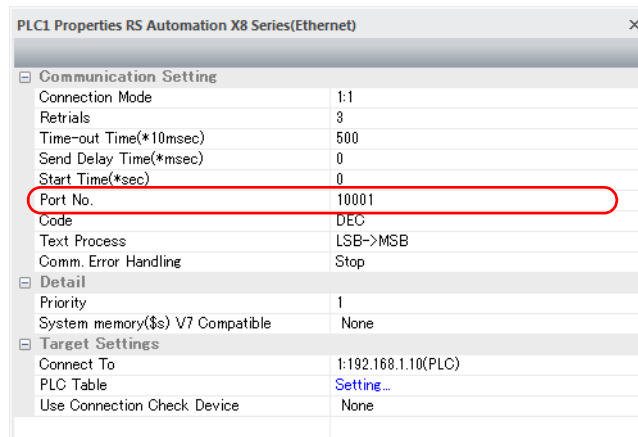 PLC1 Properties RS Automation X8 Series(Ethernet)
Communication Setting
Connection Mode 1:1
Retrials 3
Time-out Time(*10msec) 500
Send Delay Time(*msec) 0
Start Time(*sec) 0
Port No. 10001
Code DEC
Text Process LSB->MSB
Comm. Error Handling Stop
Detail
Priority 1
System memory($s) V7 Compatible None
Target Settings
Connect To 1:192.168.1.10(PLC)
PLC Table Setting...
Use Connection Check Device None